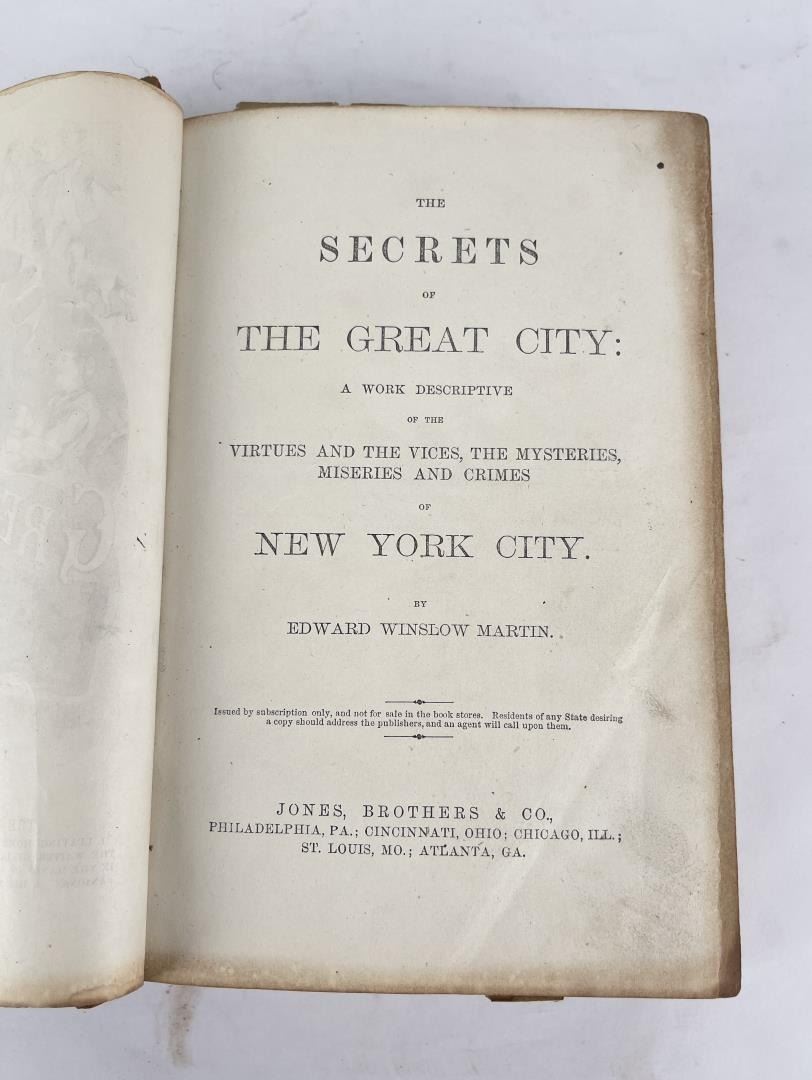 THE
SECRETS
OF
THE GREAT CITY:
A WORK DESCRIPTIVE
OF THE
VIRTUES AND THE VICES, THE MYSTERIES,
MISERIES AND CRIMES
OF
NEW YORK CITY.
BY
EDWARD WINSLOW MARTIN.
Issued by subscription only, and not for sale in the book stores. Residents of any State desiring
a copy should address the publishers, and an agent will call upon them.
JONES, BROTHERS & CO.,
PHILADELPHIA, PA.; CINCINNATI, OHIO; CHICAGO, ILL.;
ST. LOUIS, MO.; ATLANTA, GA.